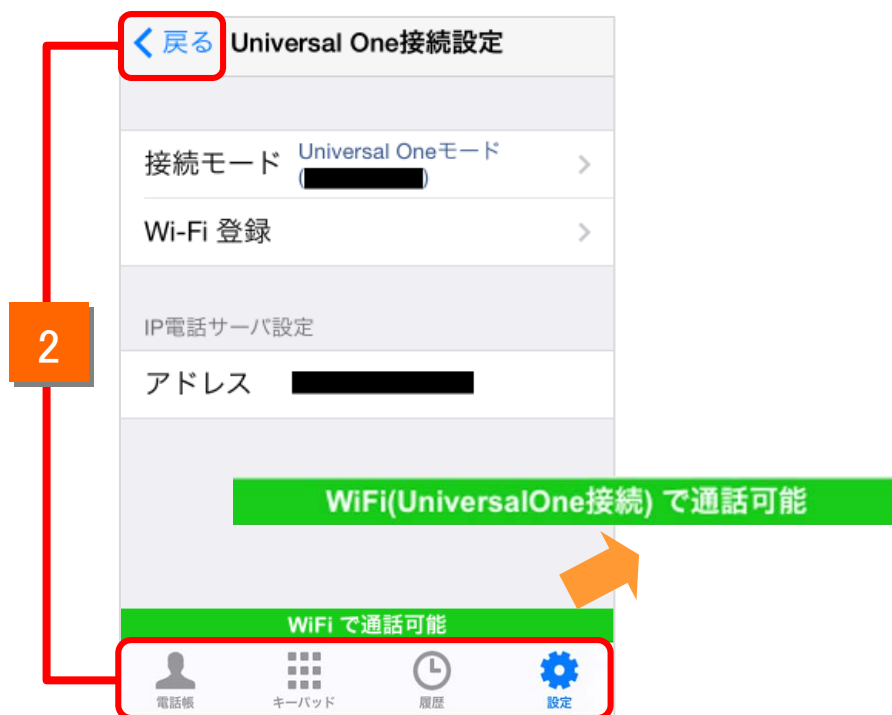 戻る Universal One接続設定
接続モード Universal Oneモード
( )
Wi-Fi 登録
2
IP電話サーバ設定
アドレス
WiFi(UniversalOne接続) で通話可能
WiFi で通話可能
電話帳 キーパッド 履歴 設定